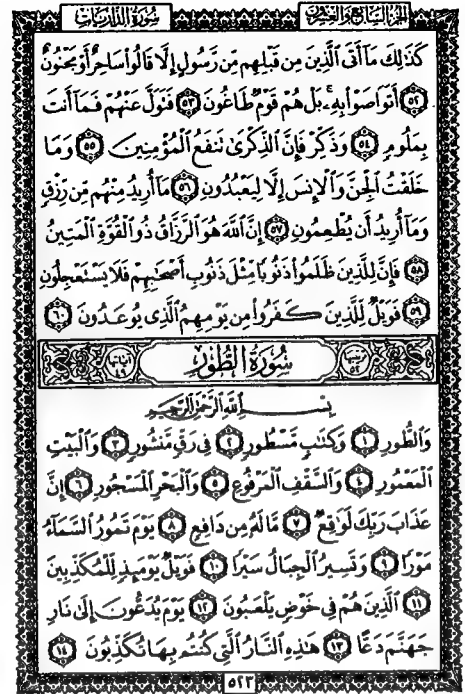 الجزء السابع والعشرون سورة الذاريات
كَذَٰلِكَ مَآ أَتَى ٱلَّذِينَ مِن قَبۡلِهِم مِّن رَّسُولٍ إِلَّا قَالُواْ سَاحِرٌ أَوۡ مَجۡنُونٌ
٥٢ أَتَوَاصَوۡاْ بِهِۦۚ بَلۡ هُمۡ قَوۡمٞ طَاغُونَ ٥٣ فَتَوَلَّ عَنۡهُمۡ فَمَآ أَنتَ
بِمَلُومٖ ٥٤ وَذَكِّرۡ فَإِنَّ ٱلذِّكۡرَىٰ تَنفَعُ ٱلۡمُؤۡمِنِينَ ٥٥ وَمَا
خَلَقۡتُ ٱلۡجِنَّ وَٱلۡإِنسَ إِلَّا لِيَعۡبُدُونِ ٥٦ مَآ أُرِيدُ مِنۡهُم مِّن رِّزۡقٖ
وَمَآ أُرِيدُ أَن يُطۡعِمُونِ ٥٧ إِنَّ ٱللَّهَ هُوَ ٱلرَّزَّاقُ ذُو ٱلۡقُوَّةِ ٱلۡمَتِينُ
٥٨ فَإِنَّ لِلَّذِينَ ظَلَمُواْ ذَنُوبٗا مِّثۡلَ ذَنُوبِ أَصۡحَٰبِهِمۡ فَلَا يَسۡتَعۡجِلُونِ
٥٩ فَوَيۡلٞ لِّلَّذِينَ كَفَرُواْ مِن يَوۡمِهِمُ ٱلَّذِي يُوعَدُونَ ٦٠
ترتيبها ٥٢ سُورَةُ الطُّورِ آياتها ٤٩
بِسۡمِ ٱللَّهِ ٱلرَّحۡمَٰنِ ٱلرَّحِيمِ
وَٱلطُّورِ ١ وَكِتَٰبٖ مَّسۡطُورٖ ٢ فِي رَقّٖ مَّنشُورٖ ٣ وَٱلۡبَيۡتِ
ٱلۡمَعۡمُورِ ٤ وَٱلسَّقۡفِ ٱلۡمَرۡفُوعِ ٥ وَٱلۡبَحۡرِ ٱلۡمَسۡجُورِ ٦ إِنَّ
عَذَابَ رَبِّكَ لَوَٰقِعٞ ٧ مَّا لَهُۥ مِن دَافِعٖ ٨ يَوۡمَ تَمُورُ ٱلسَّمَآءُ
مَوۡرٗا ٩ وَتَسِيرُ ٱلۡجِبَالُ سَيۡرٗا ١٠ فَوَيۡلٞ يَوۡمَئِذٖ لِّلۡمُكَذِّبِينَ
١١ ٱلَّذِينَ هُمۡ فِي خَوۡضٖ يَلۡعَبُونَ ١٢ يَوۡمَ يُدَعُّونَ إِلَىٰ نَارِ
جَهَنَّمَ دَعًّا ١٣ هَٰذِهِ ٱلنَّارُ ٱلَّتِي كُنتُم بِهَا تُكَذِّبُونَ ١٤
٥٢٣